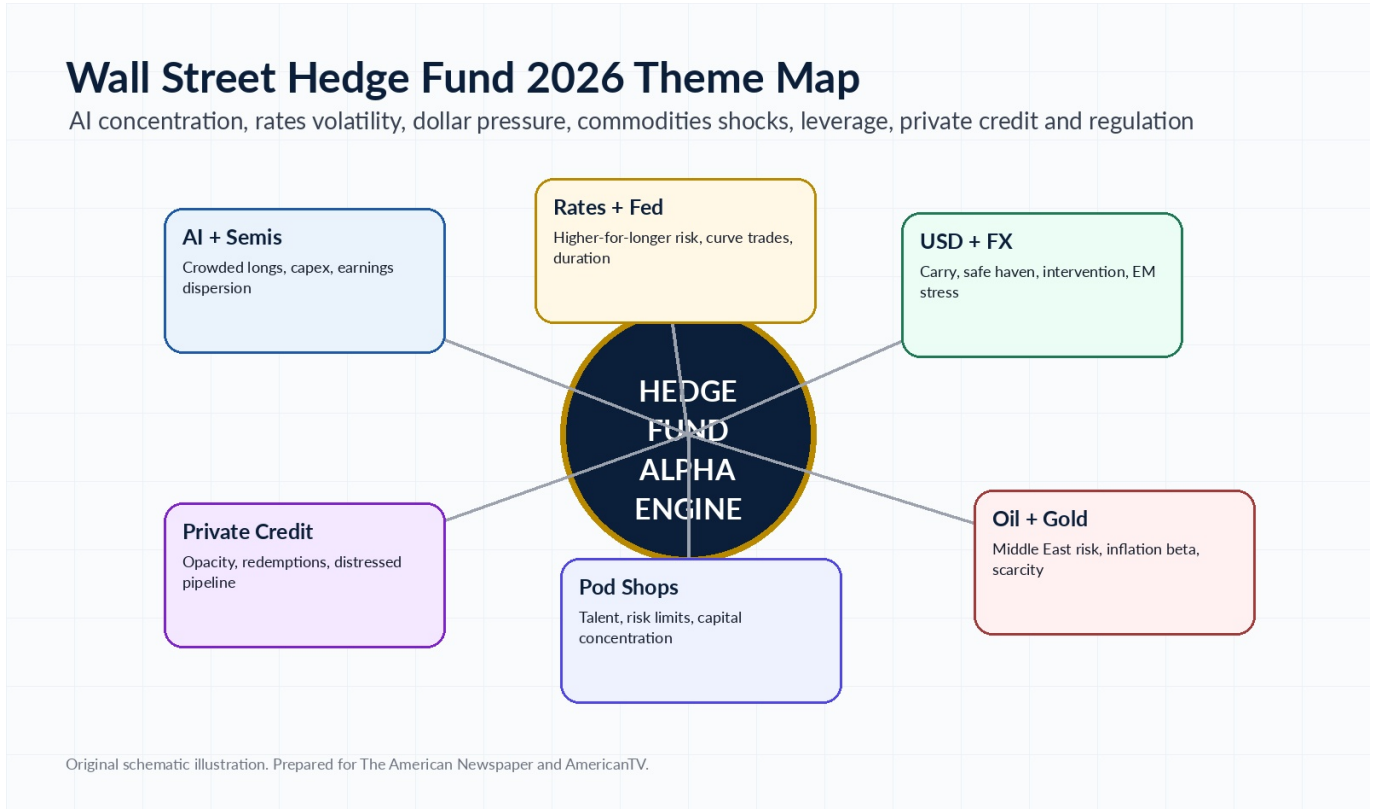 Wall Street Hedge Fund 2026 Theme Map
AI concentration, rates volatility, dollar pressure, commodities shocks, leverage, private credit and regulation
AI + Semis
Crowded longs, capex, earnings
dispersion
Rates + Fed
Higher-for-longer risk, curve trades,
duration
USD + FX
Carry, safe haven, intervention, EM
stress
HEDGE
FUND
ALPHA
ENGINE
Private Credit
Opacity, redemptions, distressed
pipeline
Pod Shops
Talent, risk limits, capital
concentration
Oil + Gold
Middle East risk, inflation beta,
scarcity
Original schematic illustration. Prepared for The American Newspaper and AmericanTV.